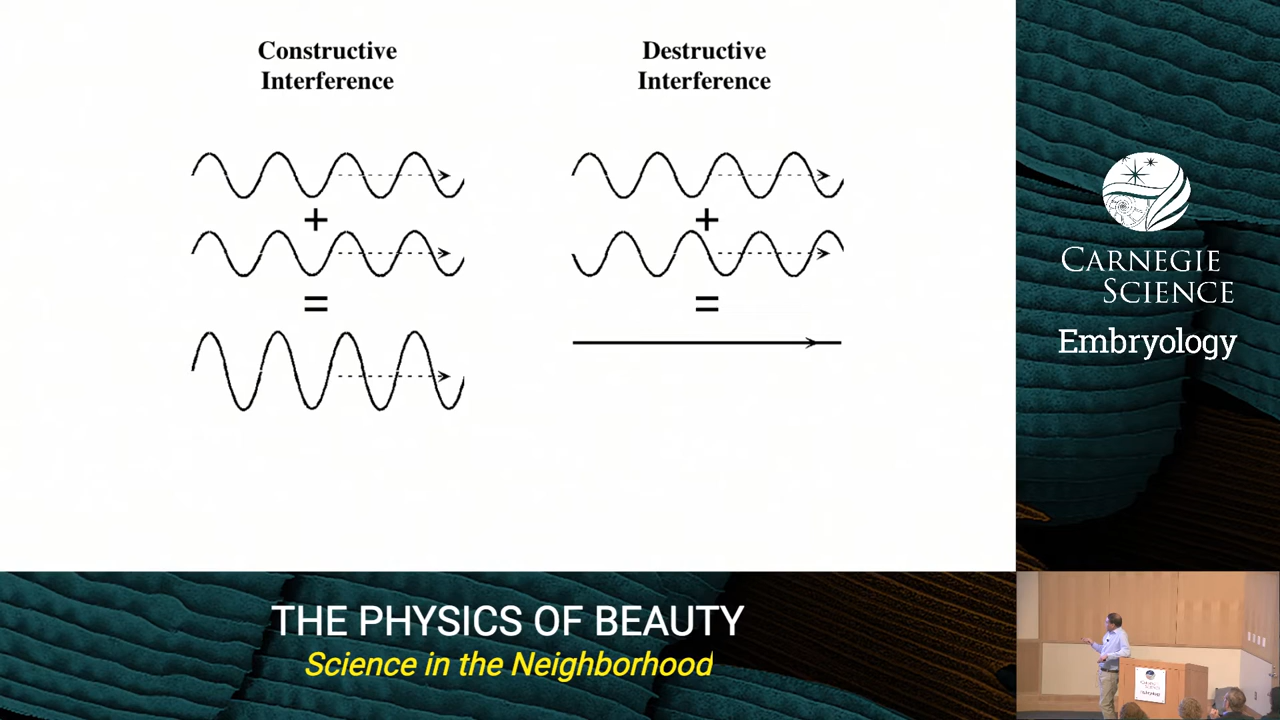 Constructive
Interference
Destructive
Interference
+
+
=
=
CARNEGIE
SCIENCE
Embryology
THE PHYSICS OF BEAUTY
Science in the Neighborhood